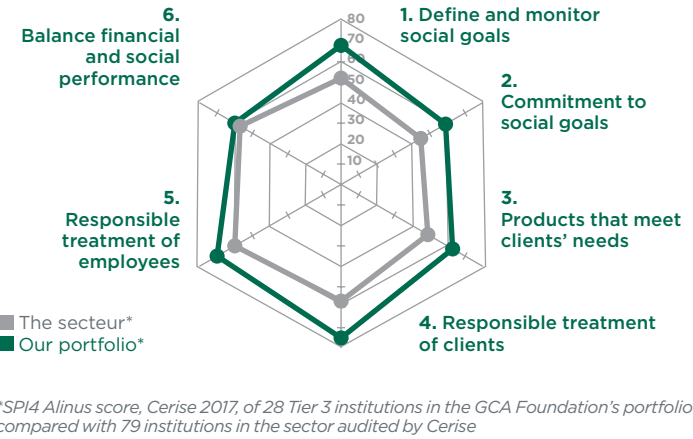 6.
Balance financial
and social
performance
80
70
60
50
40
30
20
10
1. Define and monitor
social goals
2.
Commitment to
social goals
3.
Products that meet
clients’ needs
5.
Responsible
treatment of
employees
4. Responsible treatment
of clients
The secteur*
Our portfolio*
*SPI4 Alinus score, Cerise 2017, of 28 Tier 3 institutions in the GCA Foundation’s portfolio
compared with 79 institutions in the sector audited by Cerise